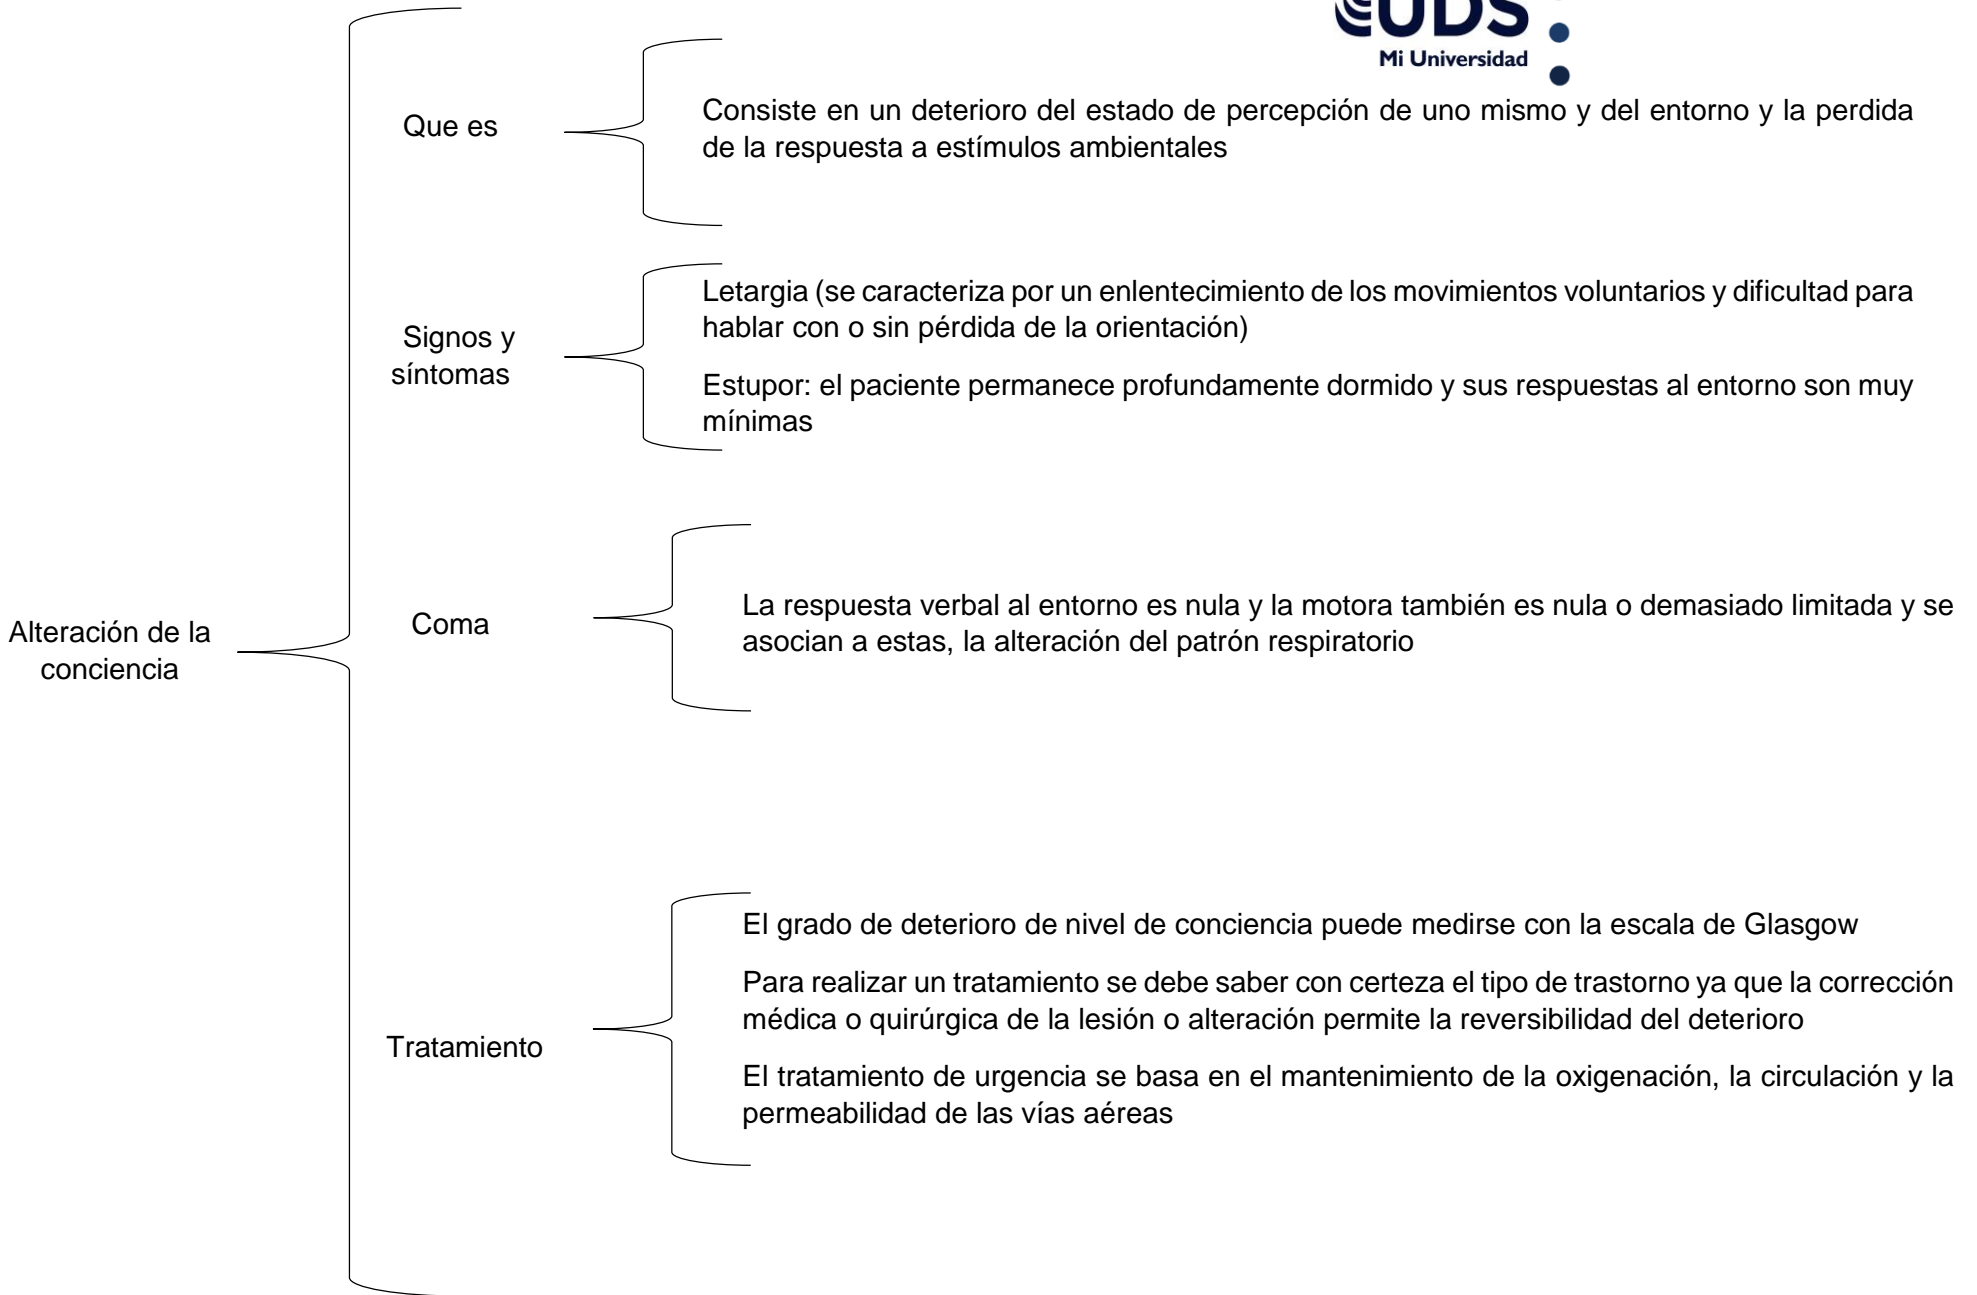 UDS
Mi Universidad
Que es
Consiste en un deterioro del estado de percepción de uno mismo y del entorno y la perdida
de la respuesta a estímulos ambientales
Signos y
síntomas
Letargia (se caracteriza por un enlentecimiento de los movimientos voluntarios y dificultad para
hablar con o sin pérdida de la orientación)
Estupor: el paciente permanece profundamente dormido y sus respuestas al entorno son muy
mínimas
Alteración de la
conciencia
Coma
La respuesta verbal al entorno es nula y la motora también es nula o demasiado limitada y se
asocian a estas, la alteración del patrón respiratorio
Tratamiento
El grado de deterioro de nivel de conciencia puede medirse con la escala de Glasgow
Para realizar un tratamiento se debe saber con certeza el tipo de trastorno ya que la corrección
médica o quirúrgica de la lesión o alteración permite la reversibilidad del deterioro
El tratamiento de urgencia se basa en el mantenimiento de la oxigenación, la circulación y la
permeabilidad de las vías aéreas